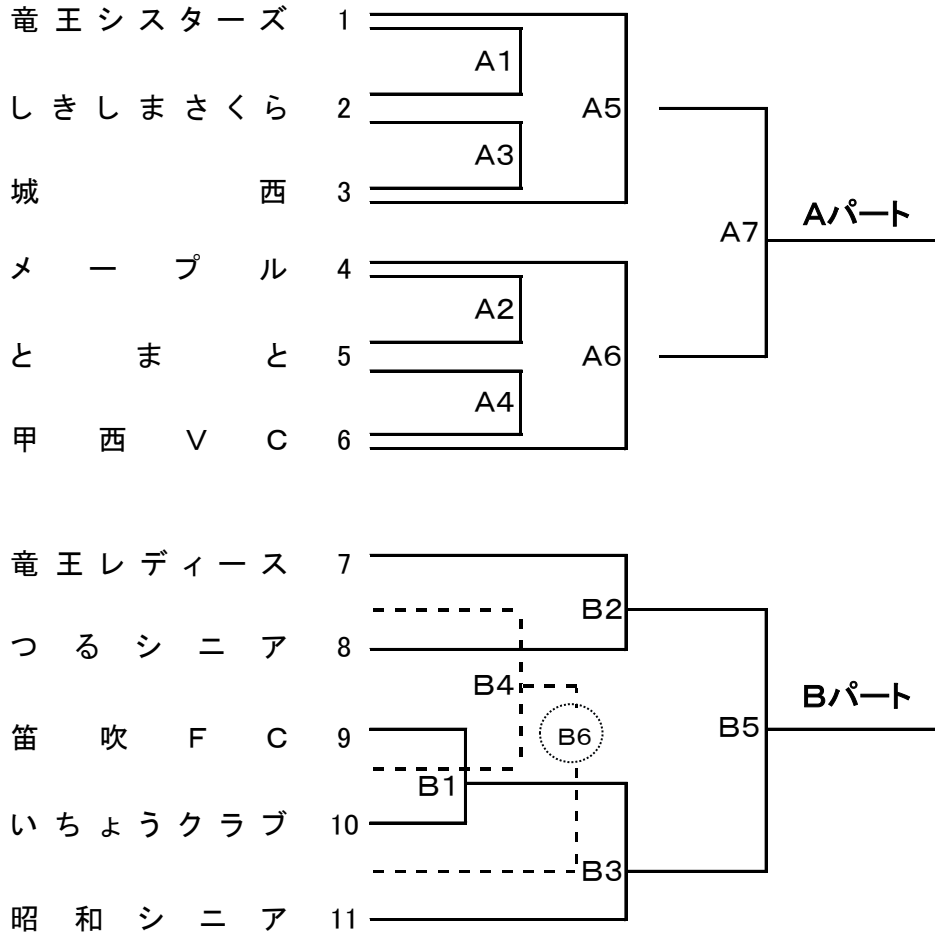 竜王シスターズ 1
A1
しきしまさくら 2
A5
A3
城西 3
Aパート
A7
メープル 4
A2
とまと 5
A6
A4
甲西VC 6
竜王レディース 7
B2
つるシニア 8
B4
Bパート
笛吹FC 9
B6
B5
B1
いちょうクラブ 10
B3
昭和シニア 11